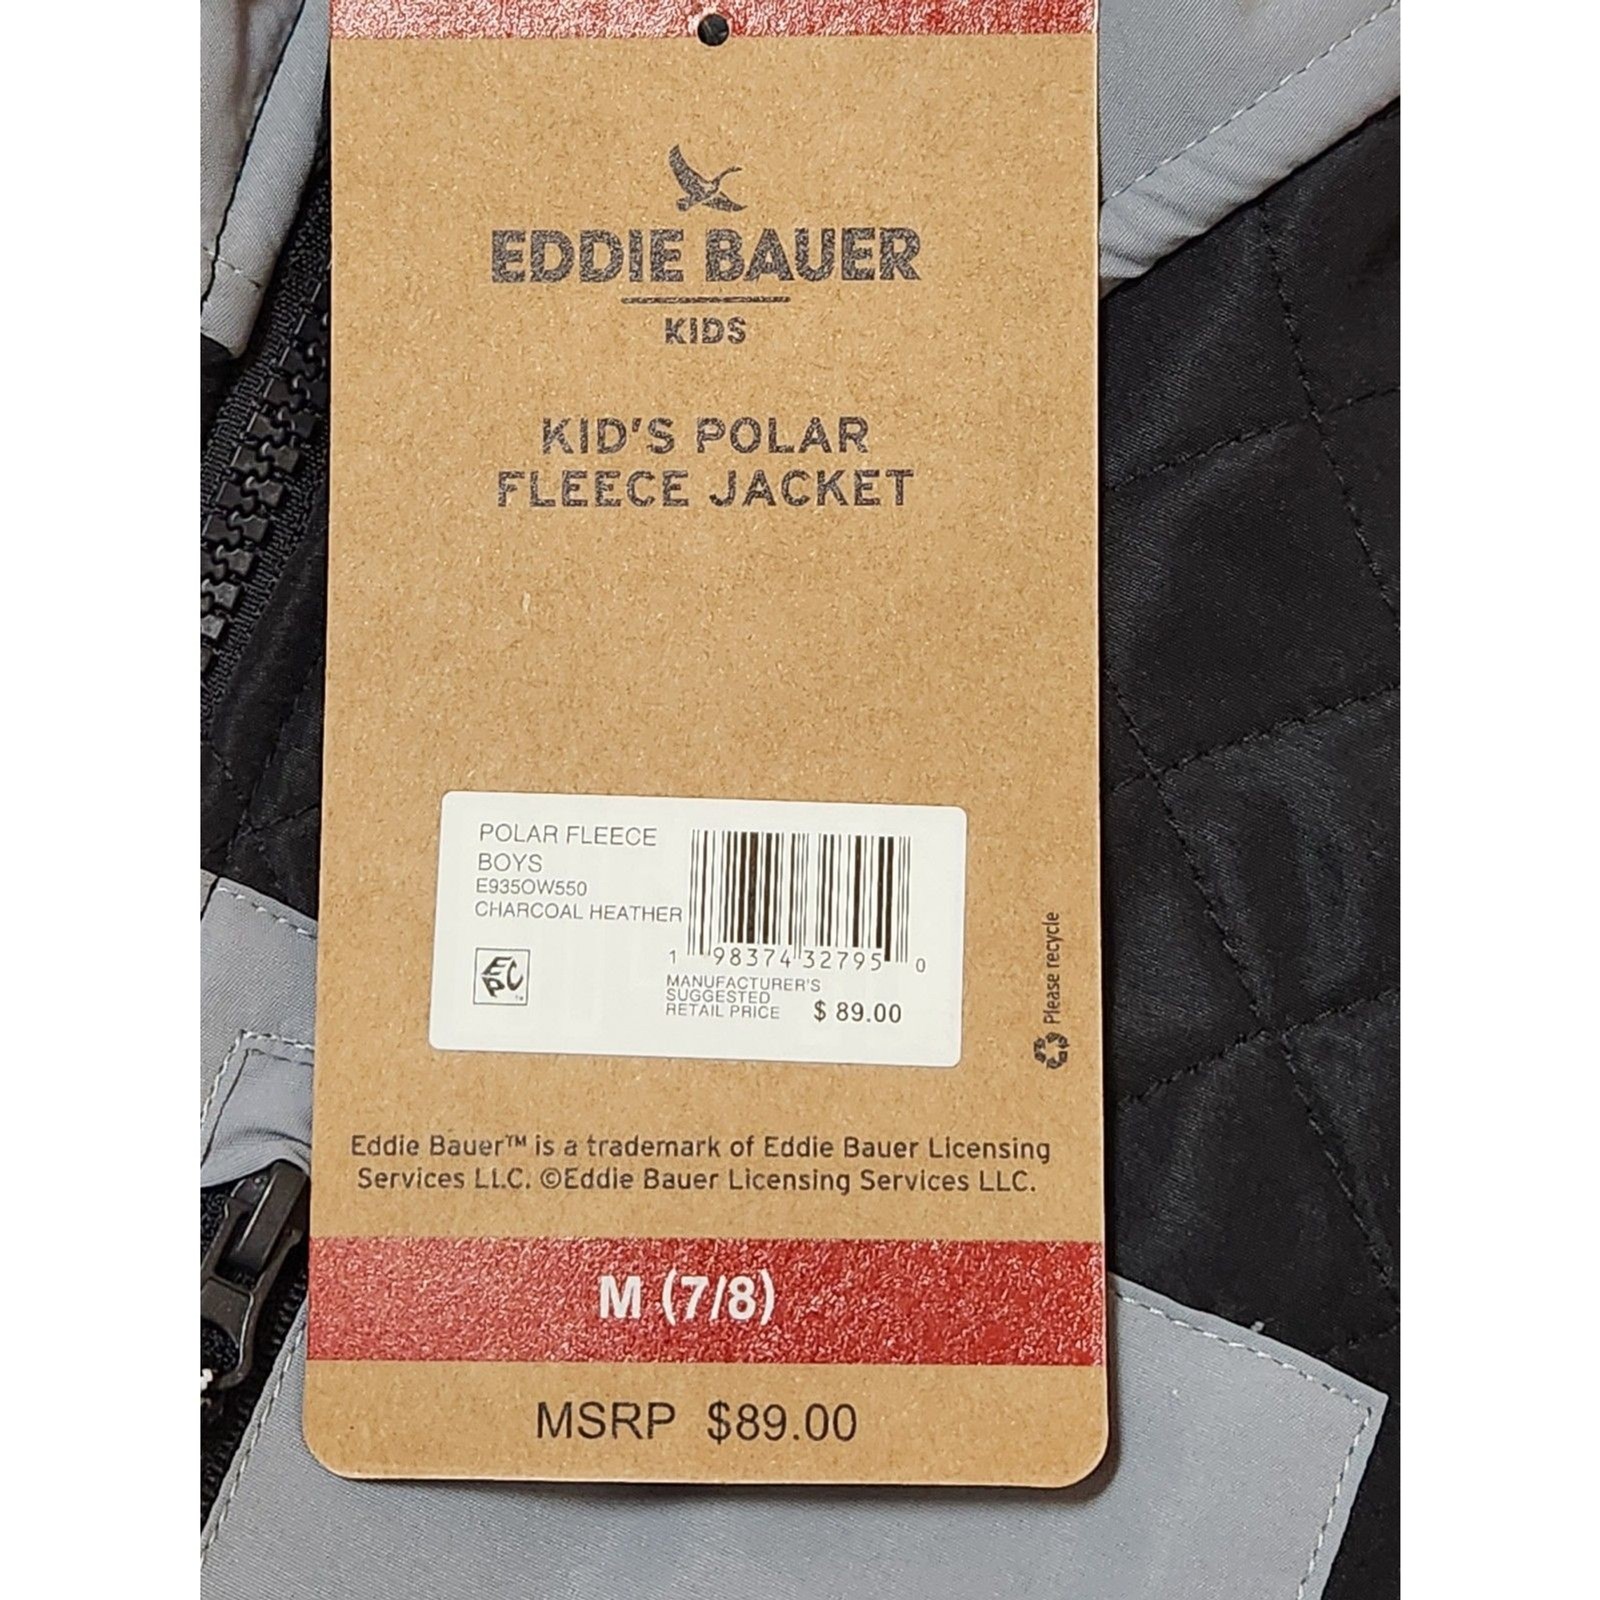 EDDIE BAUER
KIDS
KID'S POLAR
FLEECE JACKET
POLAR FLEECE
BOYS
E935OW550
CHARCOAL HEATHER
1 98374 32795 0
EPC
MANUFACTURER'S
SUGGESTED
RETAIL PRICE $ 89.00
Please recycle
Eddie Bauer™ is a trademark of Eddie Bauer Licensing
Services LLC. ©Eddie Bauer Licensing Services LLC.
M (7/8)
MSRP $89.00